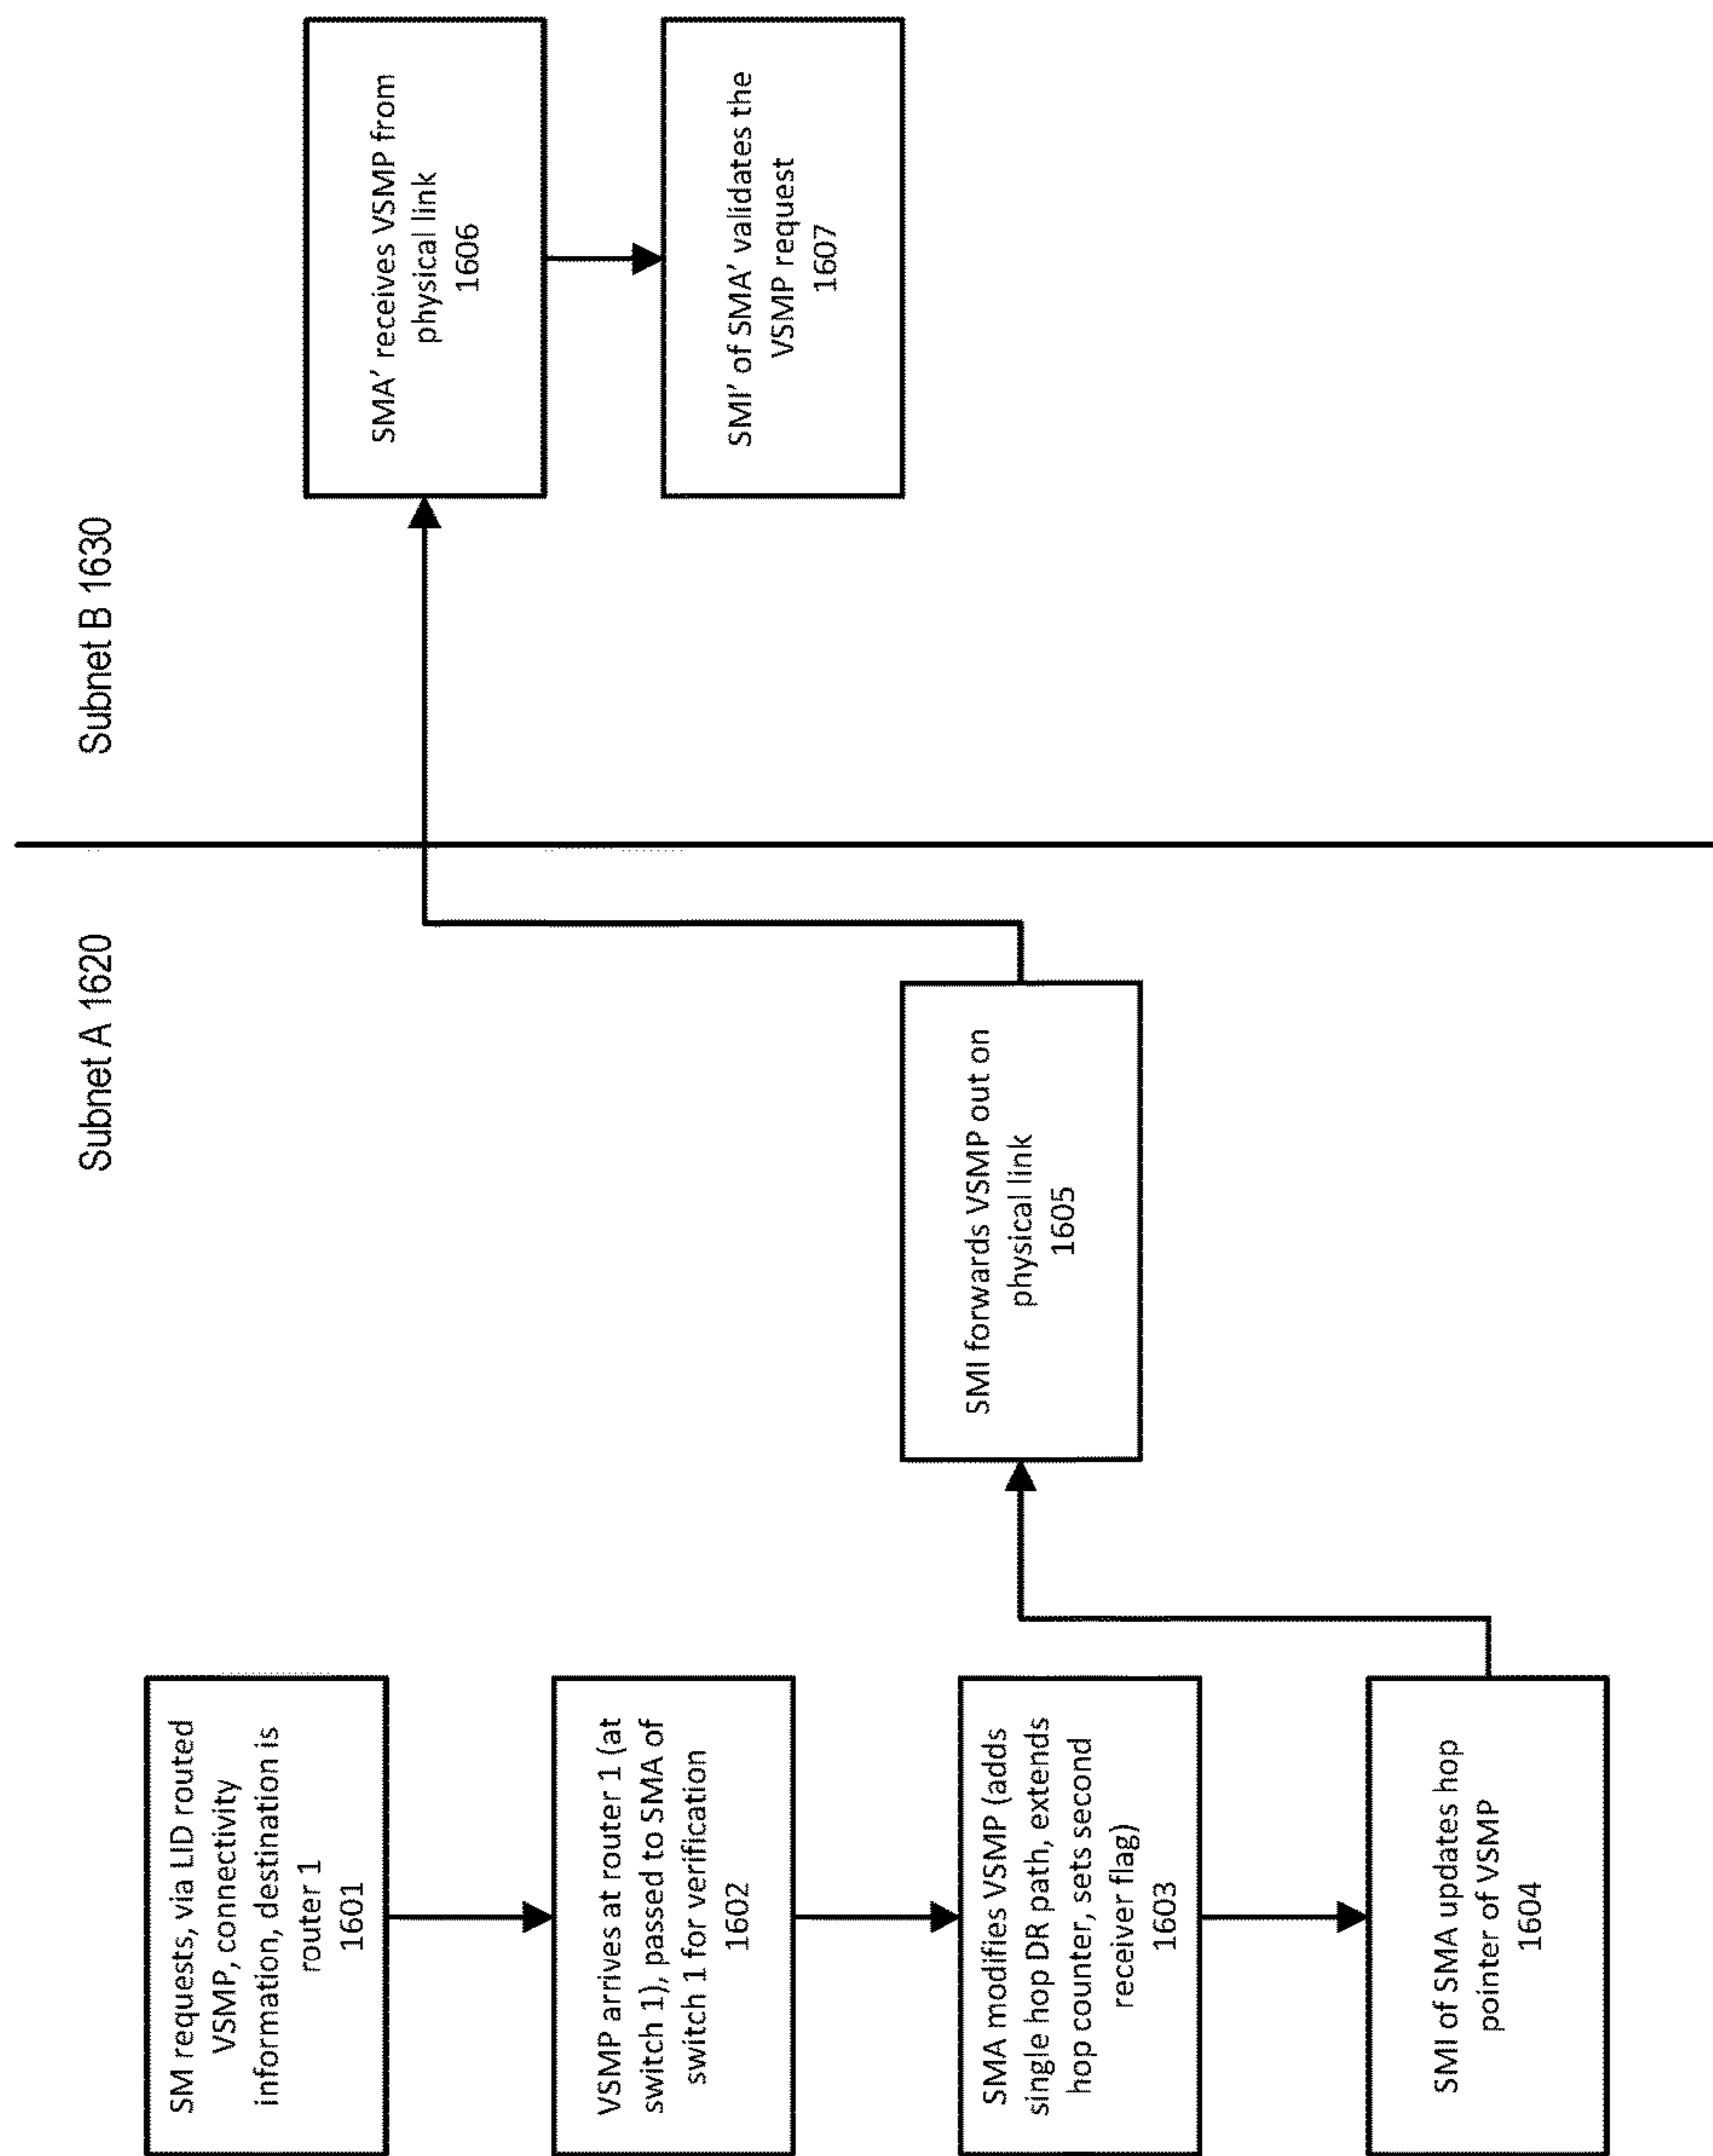 Subnet A 1620
Subnet B 1630
SM requests, via LID routed
VSMP, connectivity
information, destination is
router 1
1601
VSMP arrives at router 1 (at
switch 1), passed to SMA of
switch 1 for verification
1602
SMA modifies VSMP (adds
single hop DR path, extends
hop counter, sets second
receiver flag)
1603
SMI of SMA updates hop
pointer of VSMP
1604
SMI forwards VSMP out on
physical link
1605
SMA’ receives VSMP from
physical link
1606
SMI’ of SMA’ validates the
VSMP request
1607